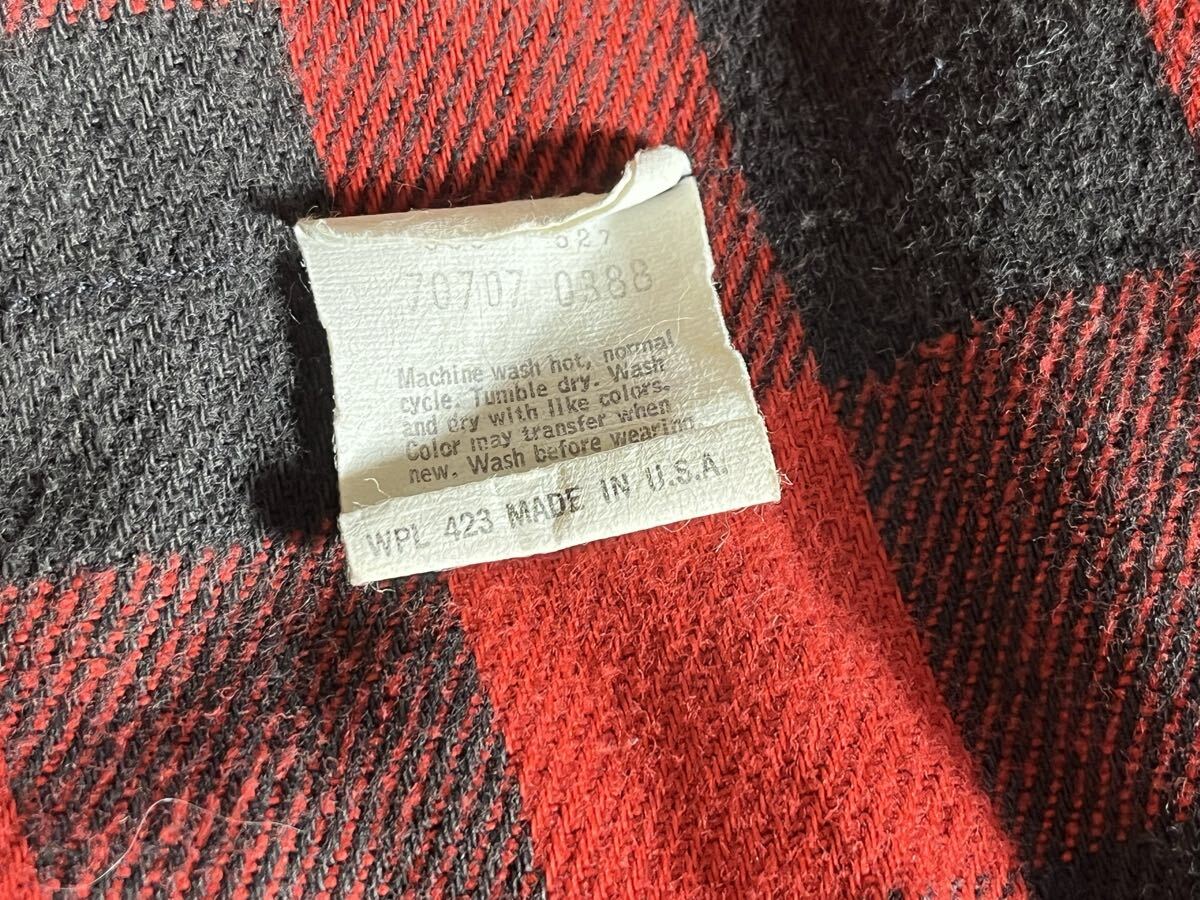 527
70707 0388
Machine wash hot, normal
cycle. Tumble dry. Wash
and dry with like colors.
Color may transfer when
new. Wash before wearing
WPL 423 MADE IN U.S.A.